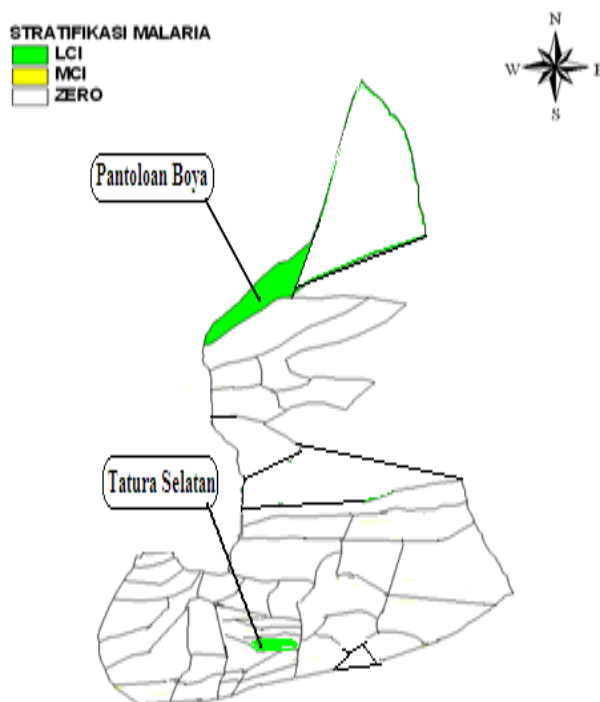 STRATIFIKASI MALARIA
LCI
MCI
ZERO
N
W
E
S
Pantoloan Boya
Tatura Selatan